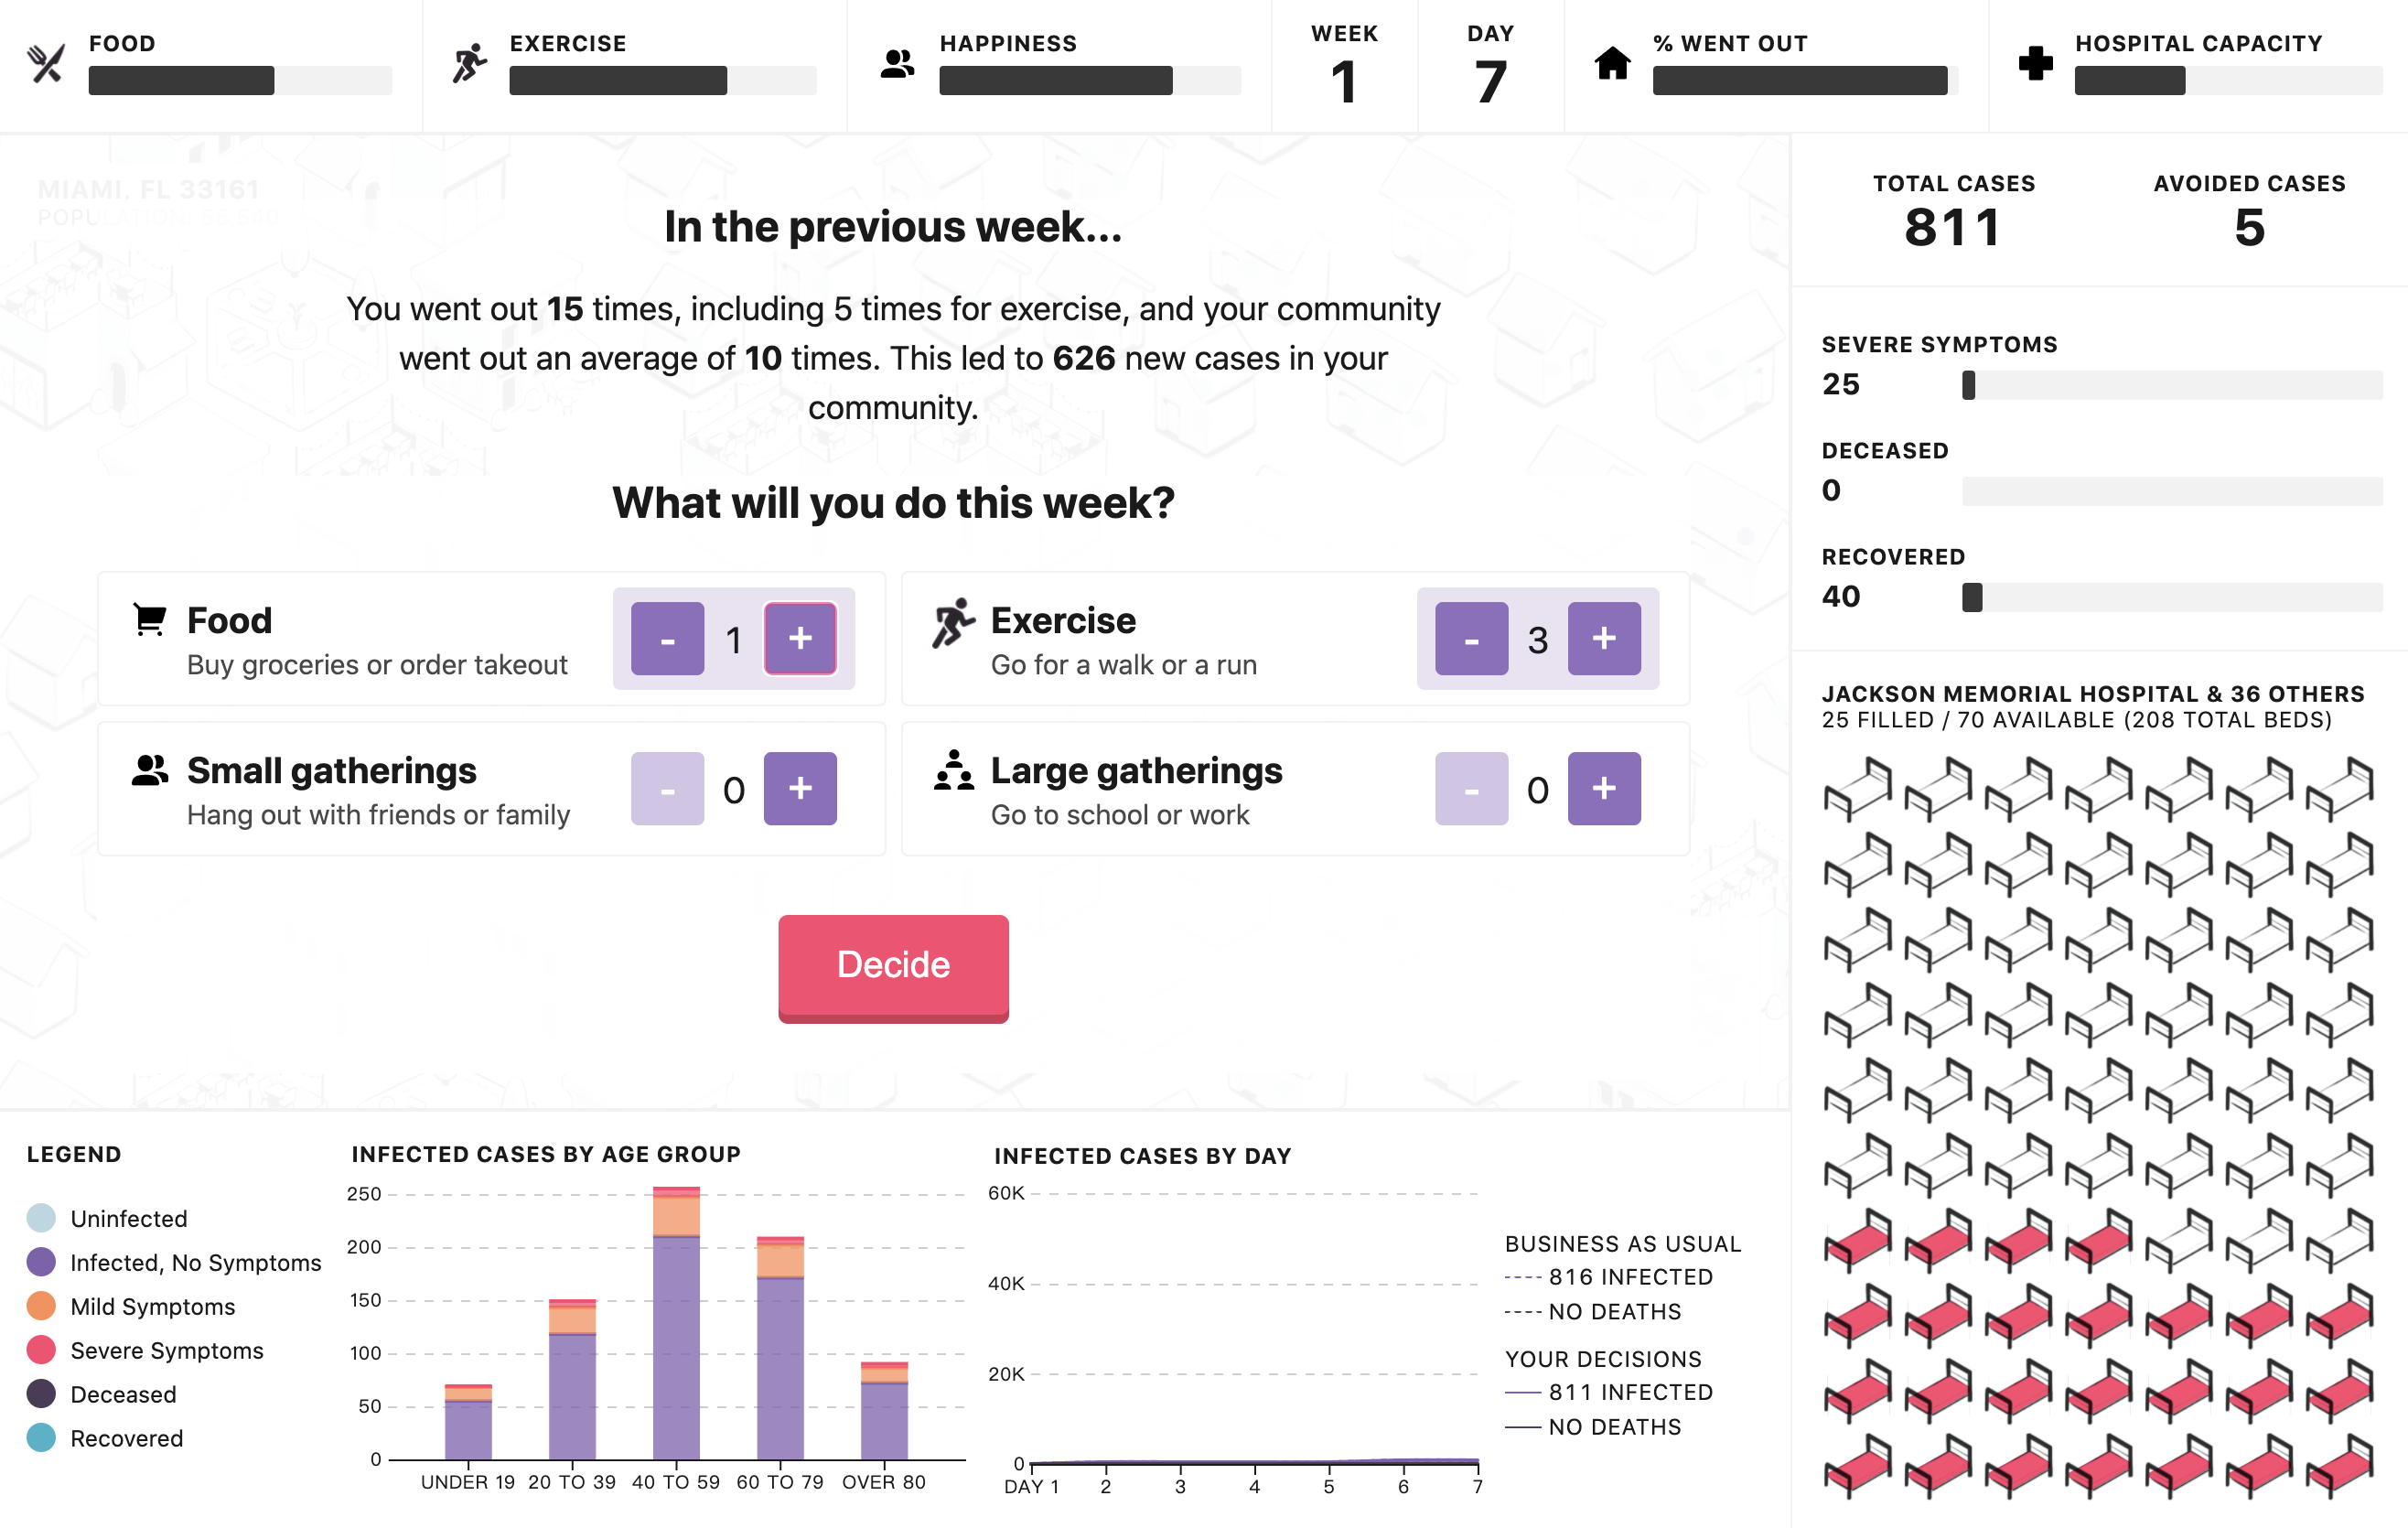 FOOD
EXERCISE
HAPPINESS
WEEK
1
DAY
7
% WENT OUT
HOSPITAL CAPACITY
MIAMI, FL 33161
In the previous week...
You went out 15 times, including 5 times for exercise, and your community
went out an average of 10 times. This led to 626 new cases in your
community.
What will you do this week?
Food
Buy groceries or order takeout
- 1 +
Exercise
Go for a walk or a run
- 3 +
Small gatherings
Hang out with friends or family
- 0 +
Large gatherings
Go to school or work
- 0 +
Decide
TOTAL CASES
811
AVOIDED CASES
5
SEVERE SYMPTOMS
25
DECEASED
0
RECOVERED
40
JACKSON MEMORIAL HOSPITAL & 36 OTHERS
25 FILLED / 70 AVAILABLE (208 TOTAL BEDS)
LEGEND
Uninfected
Infected, No Symptoms
Mild Symptoms
Severe Symptoms
Deceased
Recovered
INFECTED CASES BY AGE GROUP
250
200
150
100
50
0
UNDER 19 20 TO 39 40 TO 59 60 TO 79 OVER 80
INFECTED CASES BY DAY
60K
40K
20K
0
DAY 1 2 3 4 5 6 7
BUSINESS AS USUAL
816 INFECTED
NO DEATHS
YOUR DECISIONS
811 INFECTED
NO DEATHS